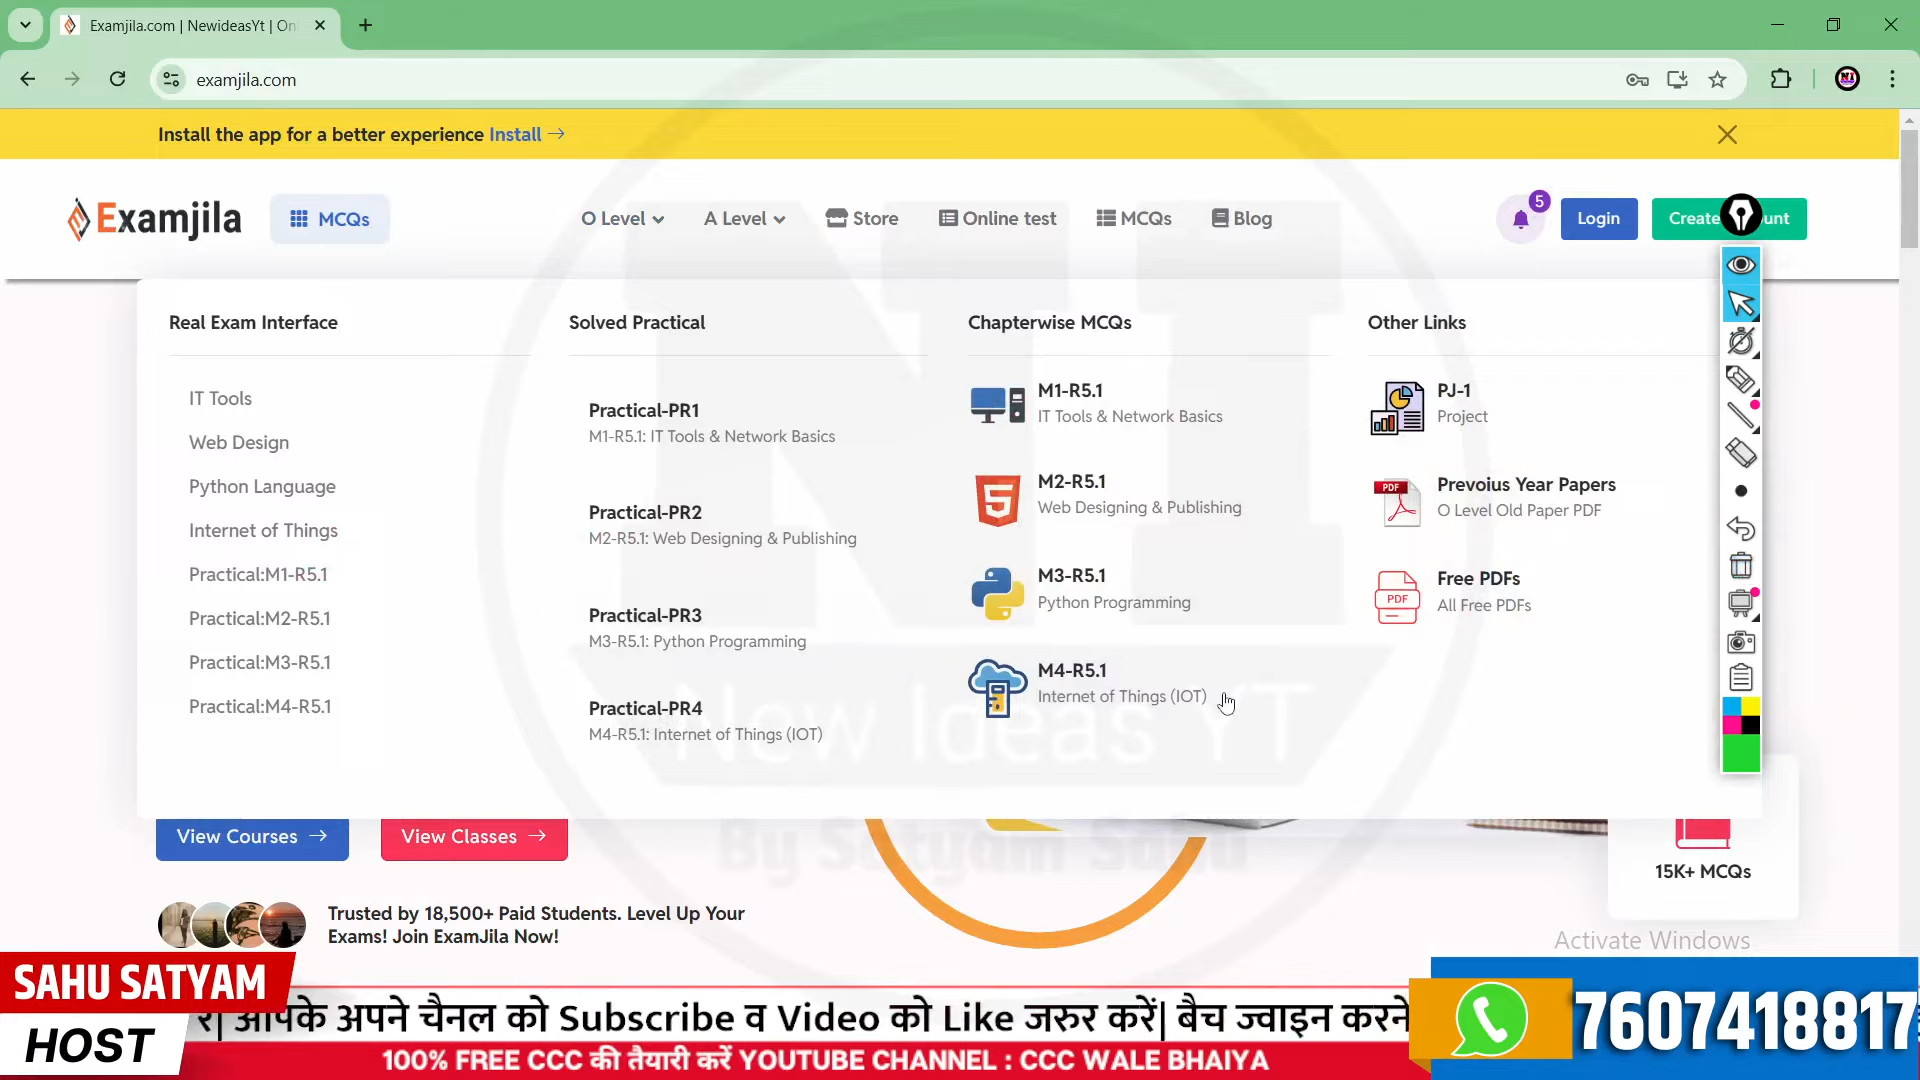 Examjila.com | NewideasYt | On
examjila.com
Install the app for a better experience Install →
Examjila
MCQs
O Level
A Level
Store
Online test
MCQs
Blog
5
Login
Create
unt
Real Exam Interface
IT Tools
Web Design
Python Language
Internet of Things
Practical:M1-R5.1
Practical:M2-R5.1
Practical:M3-R5.1
Practical:M4-R5.1
Solved Practical
Practical-PR1
M1-R5.1: IT Tools & Network Basics
Practical-PR2
M2-R5.1: Web Designing & Publishing
Practical-PR3
M3-R5.1: Python Programming
Practical-PR4
M4-R5.1: Internet of Things (IOT)
Chapterwise MCQs
M1-R5.1
IT Tools & Network Basics
M2-R5.1
Web Designing & Publishing
M3-R5.1
Python Programming
M4-R5.1
Internet of Things (IOT)
Other Links
PJ-1
Project
PDF
Prevoius Year Papers
O Level Old Paper PDF
PDF
Free PDFs
All Free PDFs
New Ideas YT
By Satyam Sahu
View Courses →
View Classes →
15K+ MCQs
Trusted by 18,500+ Paid Students. Level Up Your
Exams! Join ExamJila Now!
Activate Windows
SAHU SATYAM
HOST
र| आपके अपने चैनल को Subscribe व Video को Like जरुर करें| बैच ज्वाइन करने
100% FREE CCC की तैयारी करें YOUTUBE CHANNEL : CCC WALE BHAIYA
7607418817